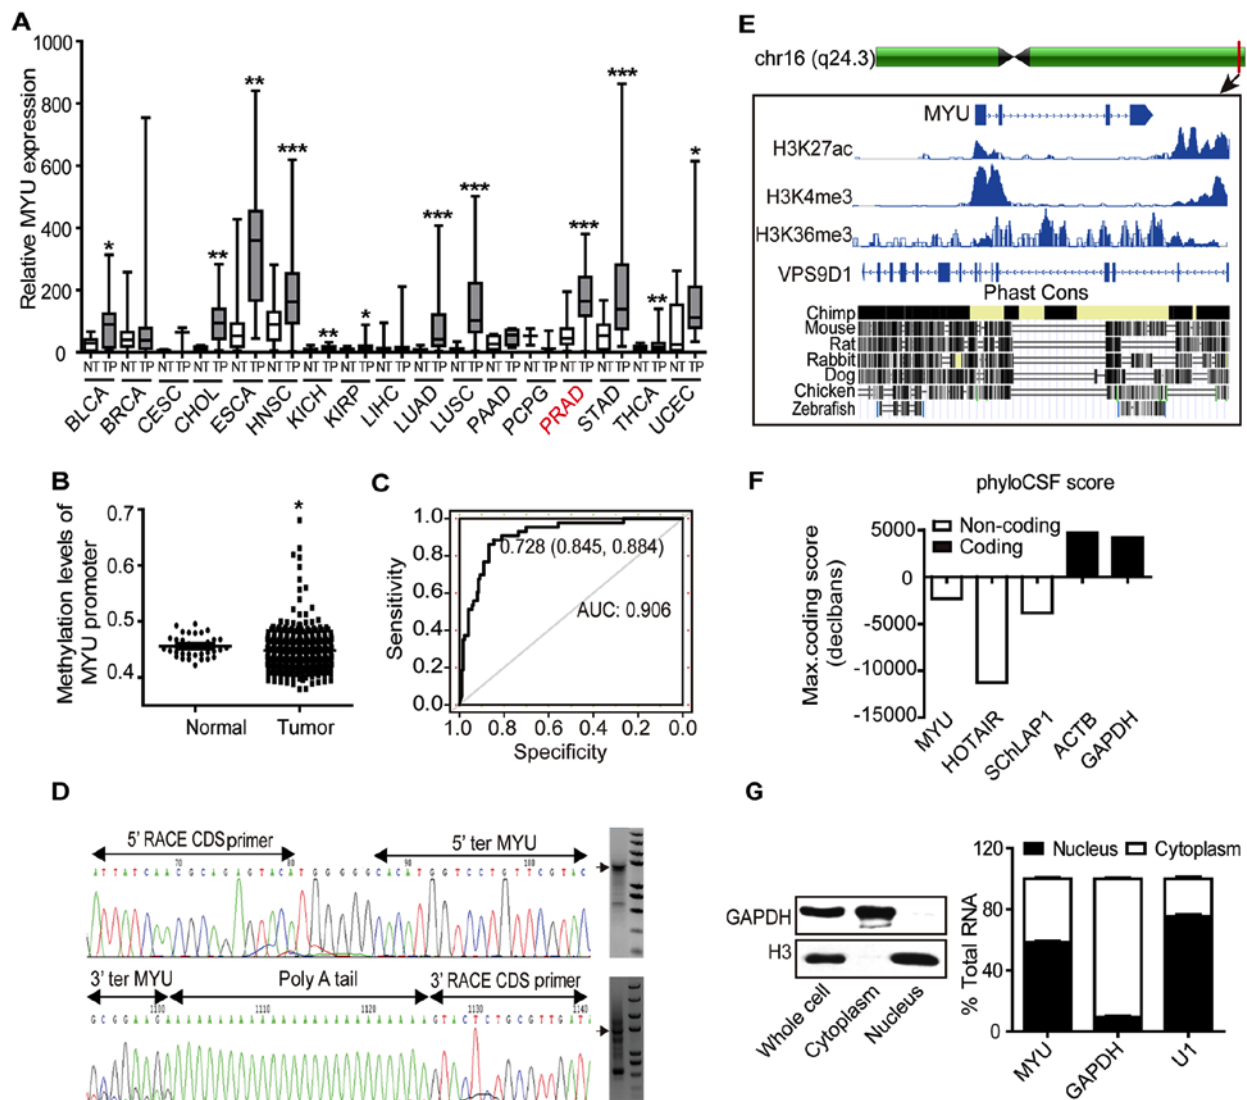 A
Relative MYU expression
1000
800
600
400
200
0
* ** ** *** ** * *** *** *** *** ** *
NT TP NT TP NT TP NT TP NT TP NT TP NT TP NT TP NT TP NT TP NT TP NT TP NT TP NT TP NT TP NT TP NT TP
BLCA
BRCA
CESC
CHOL
ESCA
HNSC
KICH
KIRP
LIHC
LUAD
LUSC
PAAD
PCPG
PRAD
STAD
THCA
UCEC
B
Methylation levels of
MYU promoter
0.7
0.6
0.5
0.4
*
Normal Tumor
C
Sensitivity
1.0
0.8
0.6
0.4
0.2
0.0
0.728 (0.845, 0.884)
AUC: 0.906
1.0 0.8 0.6 0.4 0.2 0.0
Specificity
D
5' RACE CDS primer 5' ter MYU
70 80 90 100
A T T A T C A A C G C A G A G T A C A T G G G G G G C A C A T G G T C C T G T T C G T A C
3' ter MYU Poly A tail 3' RACE CDS primer
1100 1110 1120 1130 1140
E
chr16 (q24.3)
MYU
H3K27ac
H3K4me3
H3K36me3
VPS9D1
Phast Cons
Chimp
Mouse
Rat
Rabbit
Dog
Chicken
Zebrafish
F
phyloCSF score
Max.coding score
(decIbans)
5000
0
-5000
-10000
-15000
Non-coding
Coding
MYU
HOTAIR
SChLAP1
ACTB
GAPDH
G
GAPDH
H3
Whole cell
Cytoplasm
Nucleus
% Total RNA
120
80
40
0
Nucleus Cytoplasm
MYU
GAPDH
U1